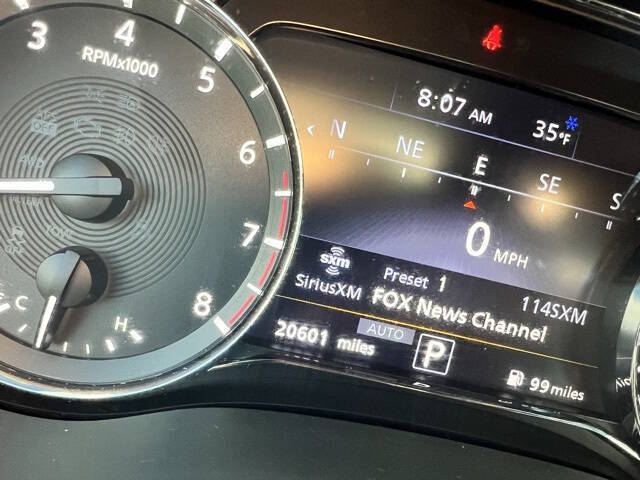 3
4
5
6
7
8
RPMx1000
C
H
8:07 AM
35°F
N NE E SE S
0 MPH
sxm
SiriusXM
Preset 1
114SXM
FOX News Channel
20601 miles
AUTO
P
99 miles